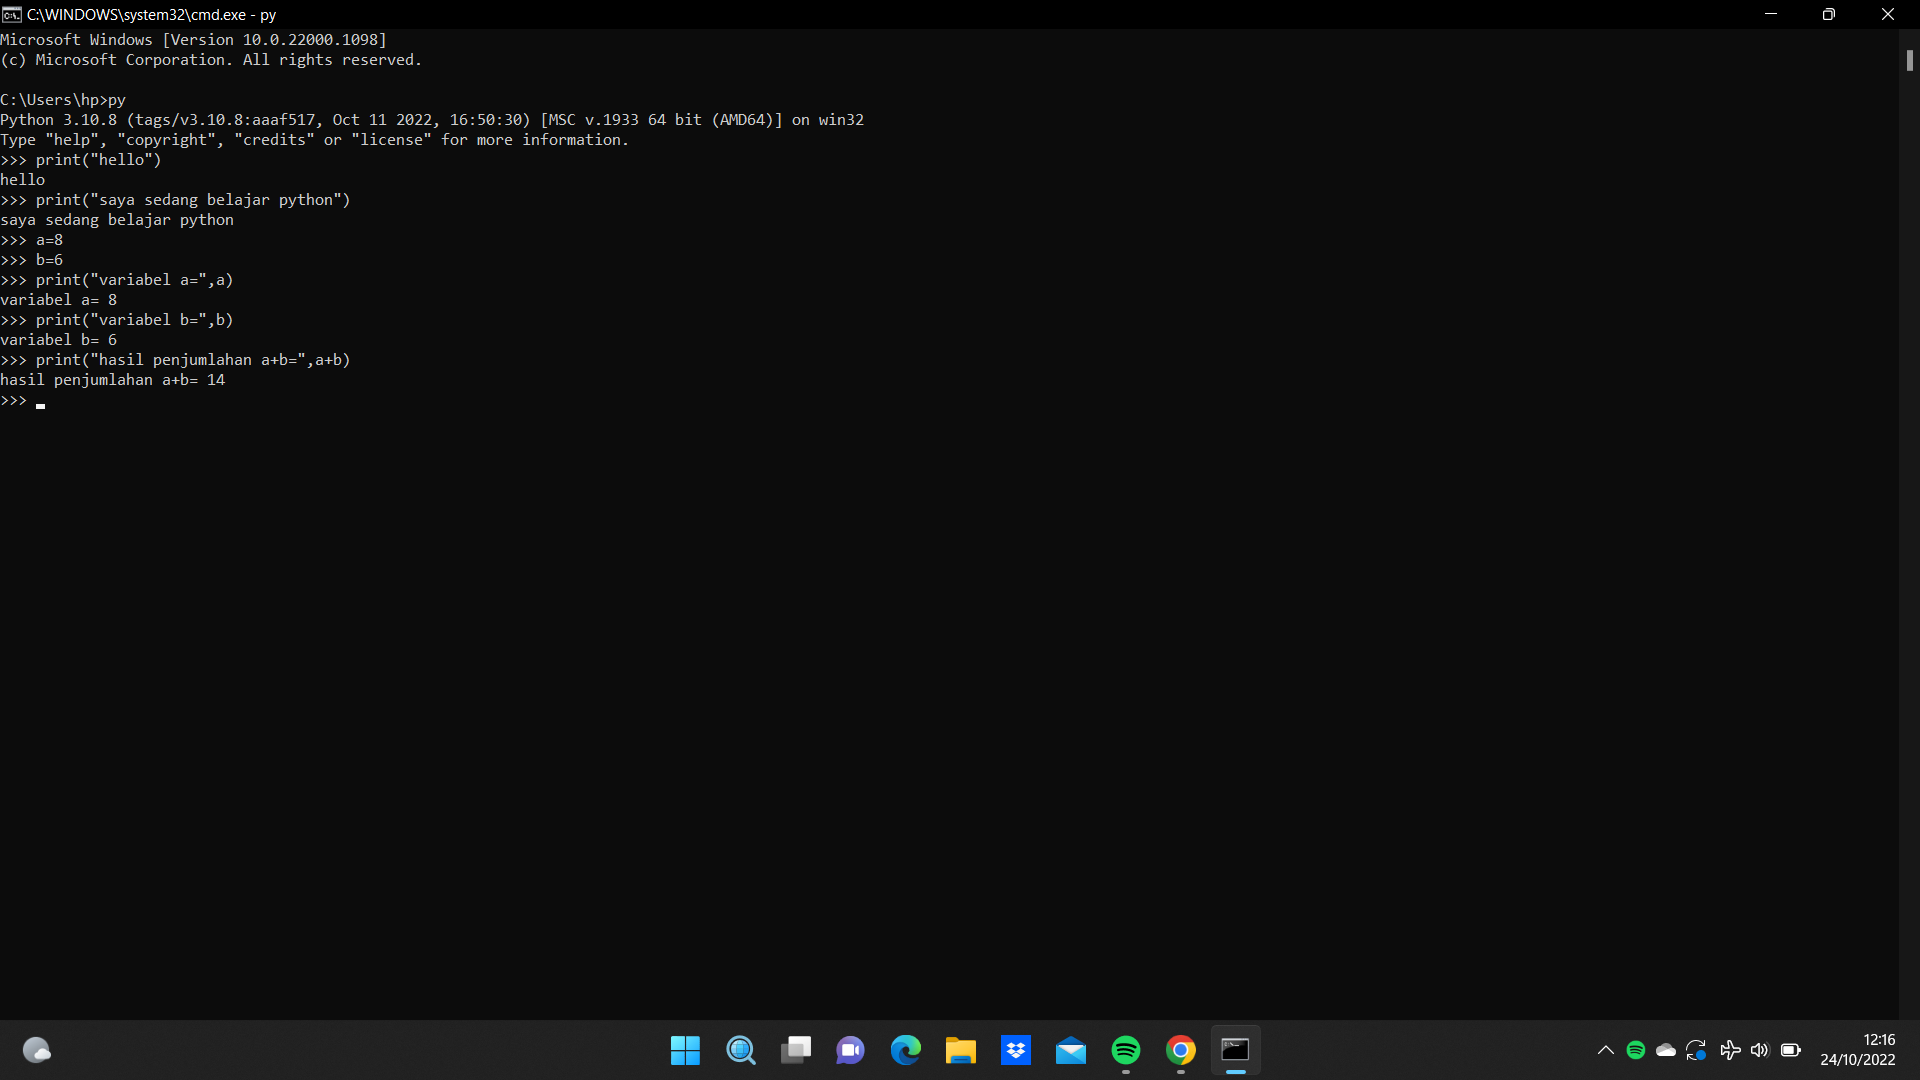 C:\WINDOWS\system32\cmd.exe - py
Microsoft Windows [Version 10.0.22000.1098]
(c) Microsoft Corporation. All rights reserved.
C:\Users\hp>py
Python 3.10.8 (tags/v3.10.8:aaaf517, Oct 11 2022, 16:50:30) [MSC v.1933 64 bit (AMD64)] on win32
Type "help", "copyright", "credits" or "license" for more information.
>>> print("hello")
hello
>>> print("saya sedang belajar python")
saya sedang belajar python
>>> a=8
>>> b=6
>>> print("variabel a=",a)
variabel a= 8
>>> print("variabel b=",b)
variabel b= 6
>>> print("hasil penjumlahan a+b=",a+b)
hasil penjumlahan a+b= 14
>>>
12:16
24/10/2022